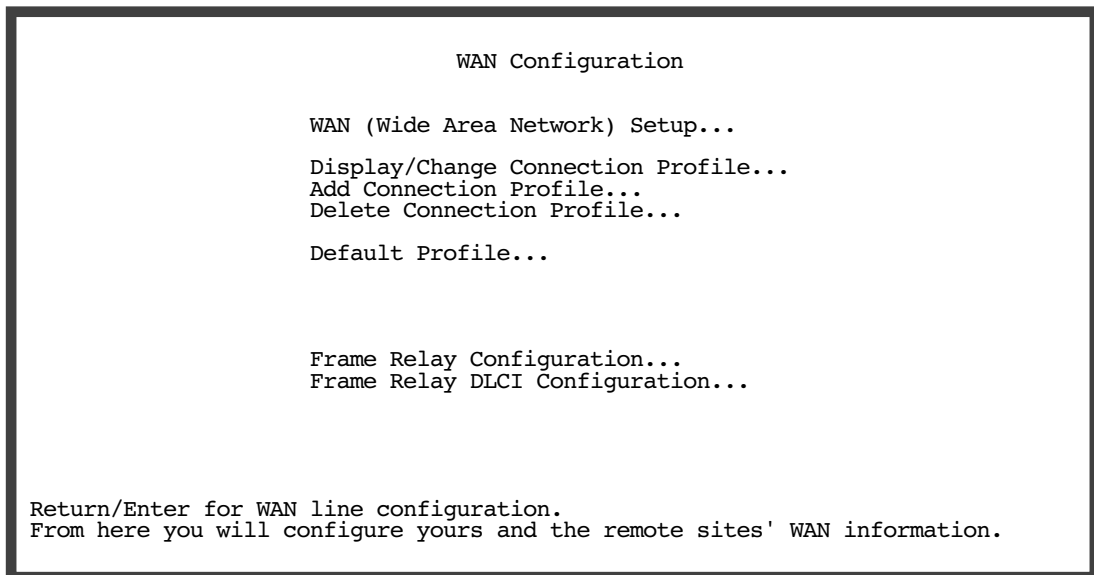 WAN Configuration
WAN (Wide Area Network) Setup...
Display/Change Connection Profile...
Add Connection Profile...
Delete Connection Profile...
Default Profile...
Frame Relay Configuration...
Frame Relay DLCI Configuration...
Return/Enter for WAN line configuration.
From here you will configure yours and the remote sites' WAN information.